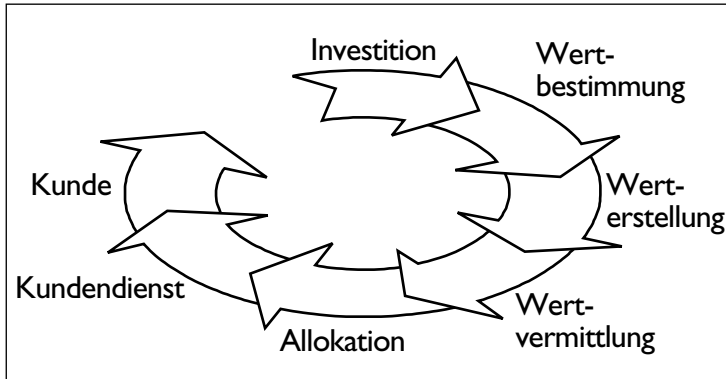 Investition
Wert-
bestimmung
Wert-
erstellung
Wert-
vermittlung
Allokation
Kundendienst
Kunde